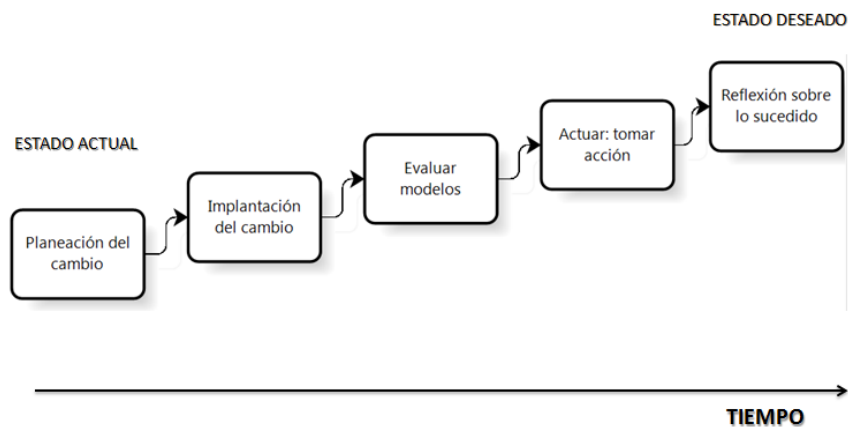 ESTADO DESEADO
Reflexión sobre
lo sucedido
Actuar: tomar
acción
ESTADO ACTUAL
Evaluar
modelos
Implantación
del cambio
Planeación del
cambio
TIEMPO